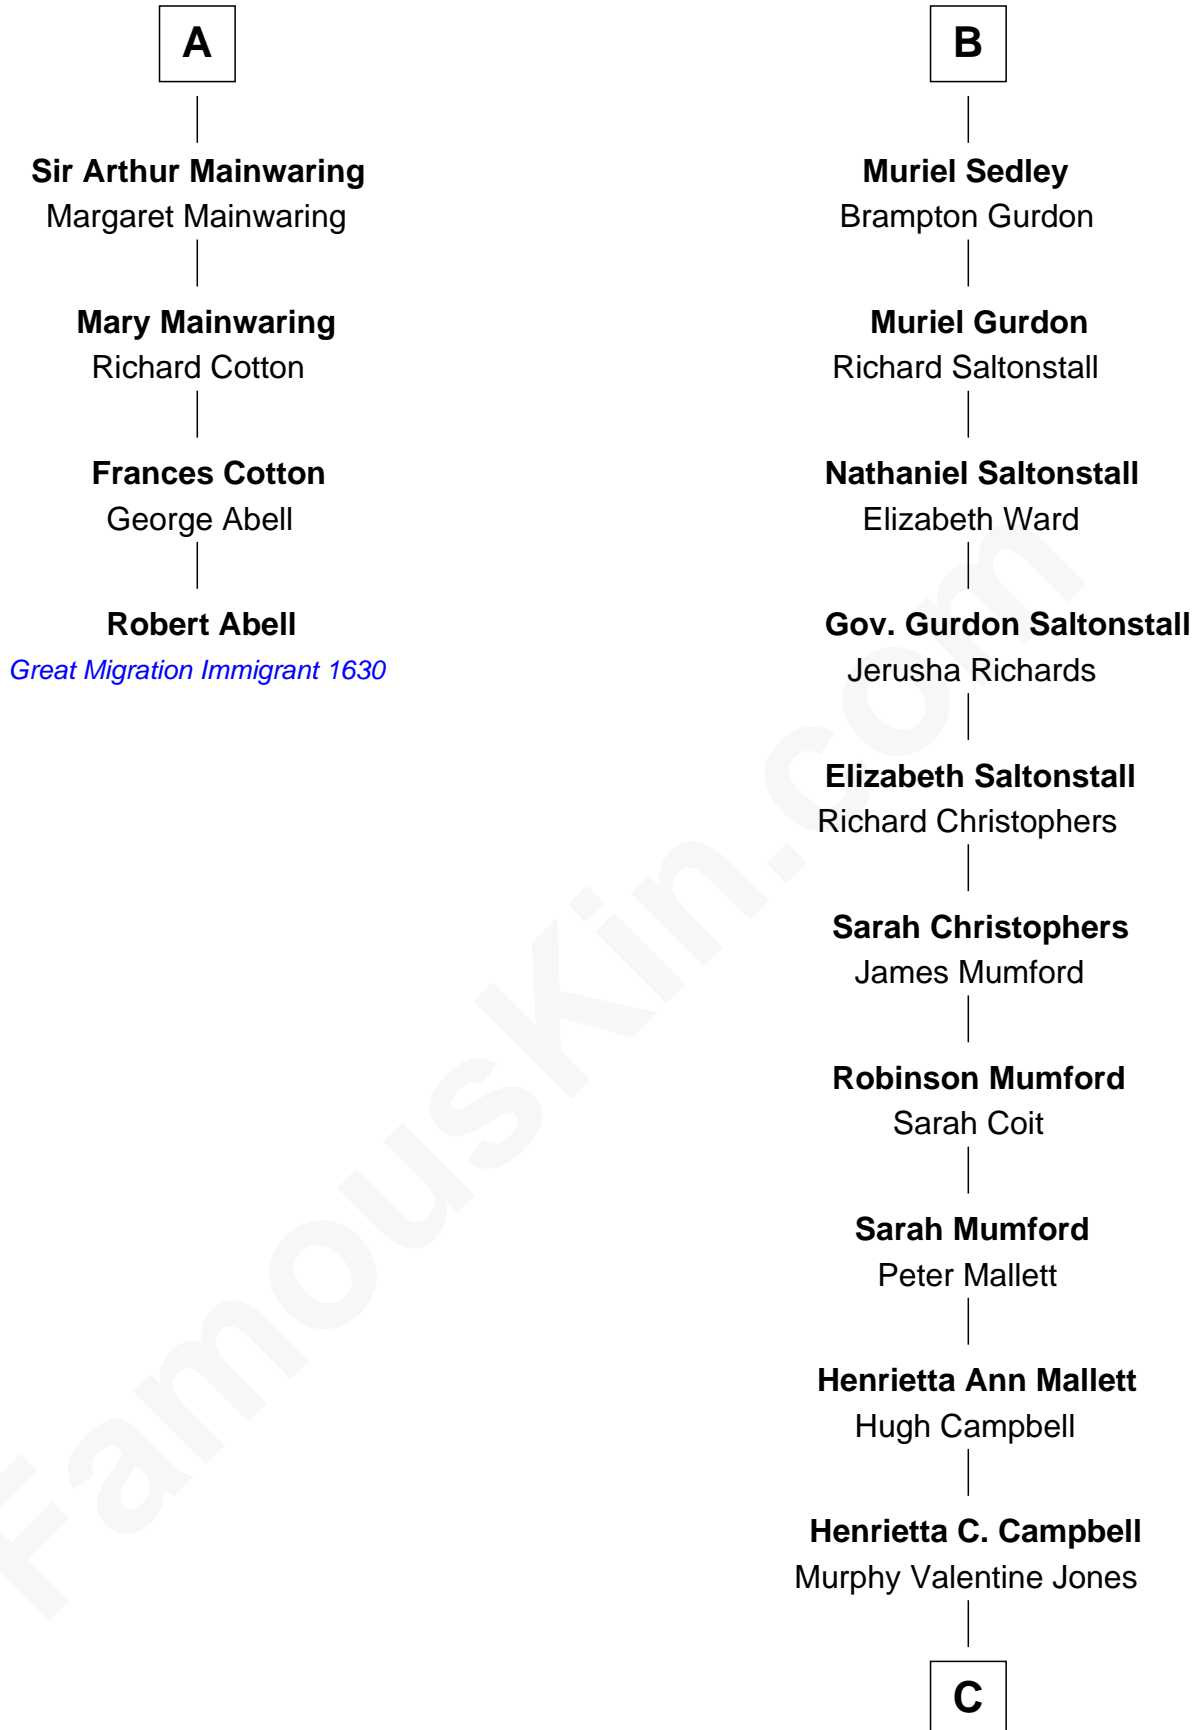 A
Sir Arthur Mainwaring
Margaret Mainwaring
Mary Mainwaring
Richard Cotton
Frances Cotton
George Abell
Robert Abell
Great Migration Immigrant 1630
B
Muriel Sedley
Brampton Gurdon
Muriel Gurdon
Richard Saltonstall
Nathaniel Saltonstall
Elizabeth Ward
Gov. Gurdon Saltonstall
Jerusha Richards
Elizabeth Saltonstall
Richard Christophers
Sarah Christophers
James Mumford
Robinson Mumford
Sarah Coit
Sarah Mumford
Peter Mallett
Henrietta Ann Mallett
Hugh Campbell
Henrietta C. Campbell
Murphy Valentine Jones
C
FamousKin.com